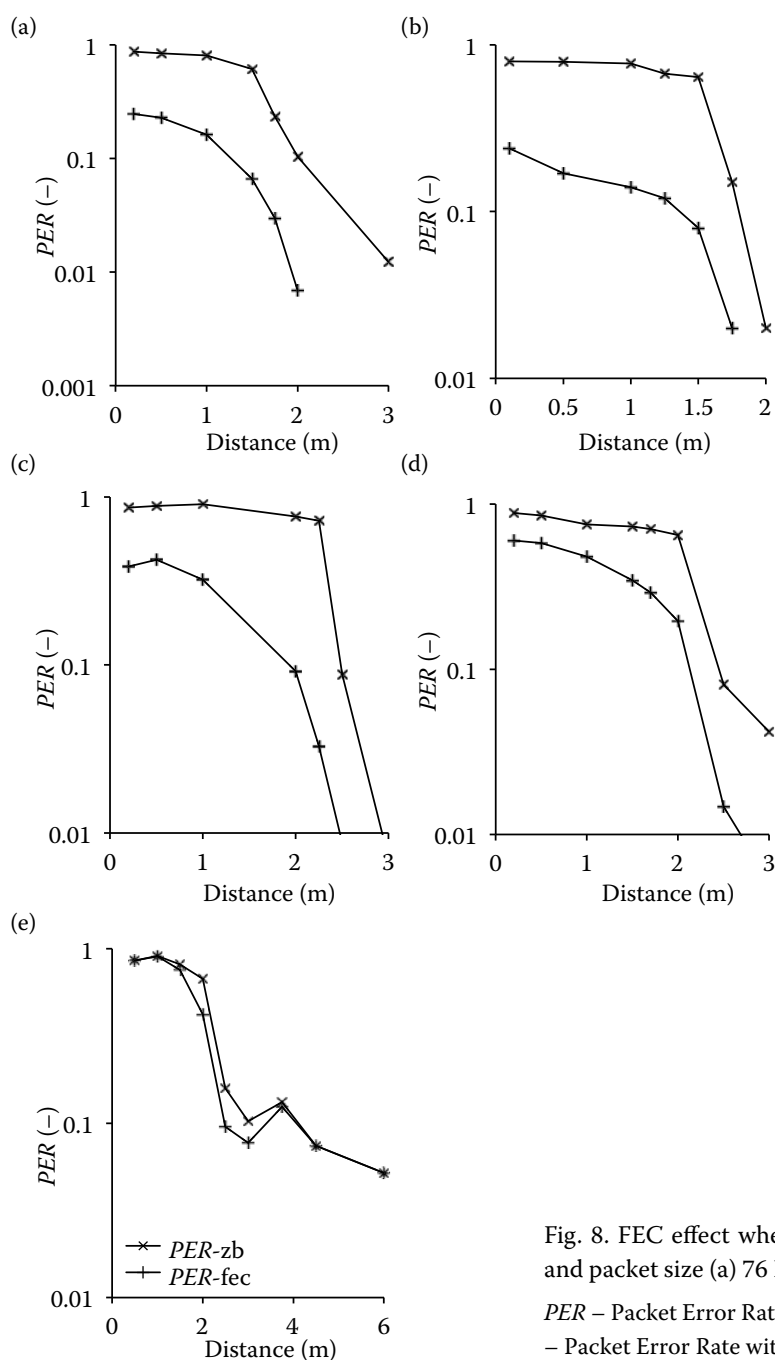 (a)
1
0.1
0.01
0.001
PER (–)
0 1 2 3
Distance (m)
(b)
1
0.1
0.01
PER (–)
0 0.5 1 1.5 2
Distance (m)
(c)
1
0.1
0.01
PER (–)
0 1 2 3
Distance (m)
(d)
1
0.1
0.01
PER (–)
0 1 2 3
Distance (m)
(e)
1
0.1
0.01
PER (–)
PER-zb
PER-fec
0 2 4 6
Distance (m)
Fig. 8. FEC effect whe
and packet size (a) 76
PER – Packet Error Rat
– Packet Error Rate wit